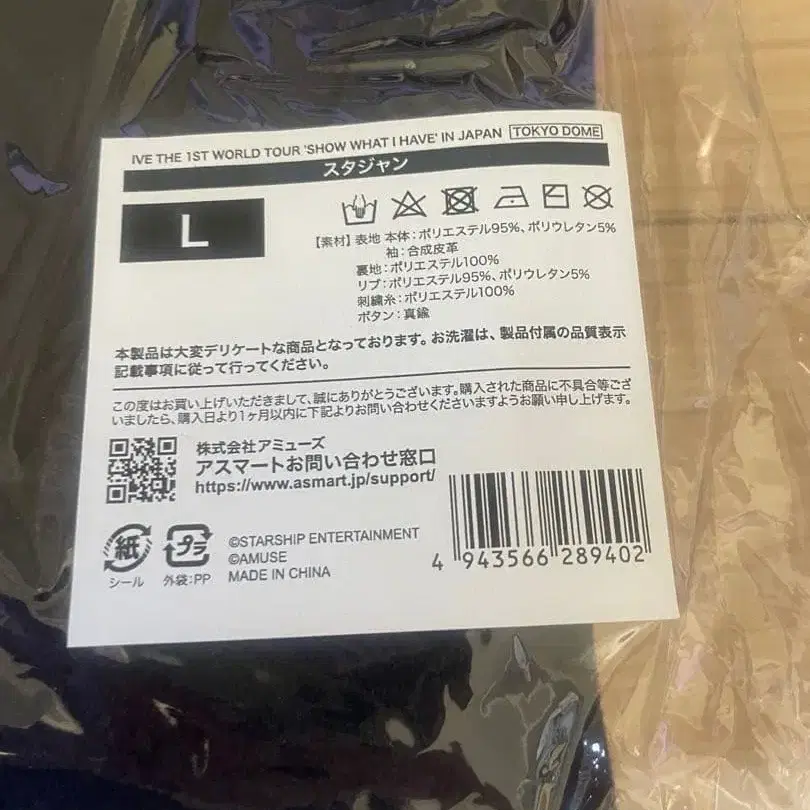 IVE THE 1ST WORLD TOUR 'SHOW WHAT I HAVE' IN JAPAN TOKYO DOME
スタジャン
L
【素材】表地 本体：ポリエステル95%、ポリウレタン5%
袖：合成皮革
裏地：ポリエステル100%
リブ：ポリエステル95%、ポリウレタン5%
刺繍糸：ポリエステル100%
ボタン：真鍮
本製品は大変デリケートな商品となっております。お洗濯は、製品付属の品質表示
記載事項に従って行ってください。
この度はお買い上げいただきまして、誠にありがとうございます。購入された商品に不具合等ござ
いましたら、購入日より1ヶ月以内に下記よりお問い合わせくださいますようお願い申し上げます。
株式会社アミューズ
アスマートお問い合わせ窓口
https://www.asmart.jp/support/
紙
シール
プラ
外袋：PP
©STARSHIP ENTERTAINMENT
©AMUSE
MADE IN CHINA
4 943566 289402